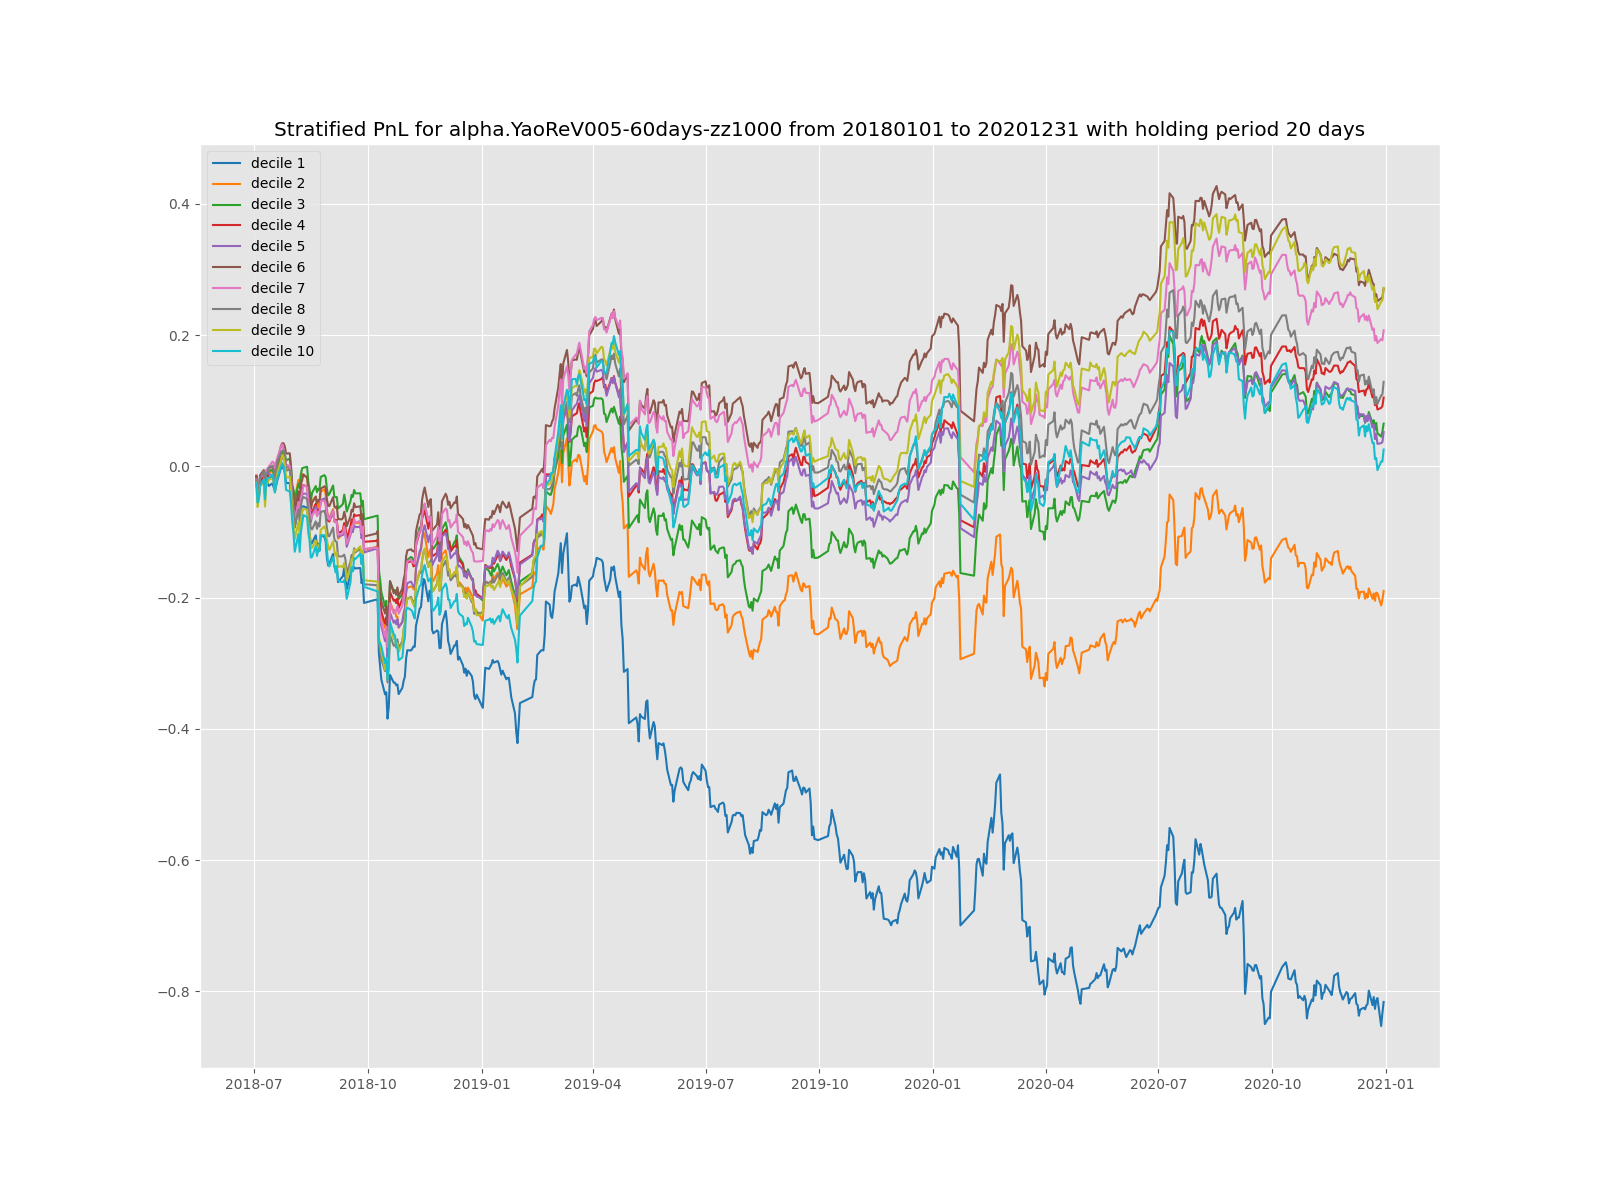 Stratified PnL for alpha.YaoReV005-60days-zz1000 from 20180101 to 20201231 with holding period 20 days
decile 1
decile 2
decile 3
decile 4
decile 5
decile 6
decile 7
decile 8
decile 9
decile 10
0.4
0.2
0.0
−0.2
−0.4
−0.6
−0.8
2018-07 2018-10 2019-01 2019-04 2019-07 2019-10 2020-01 2020-04 2020-07 2020-10 2021-01